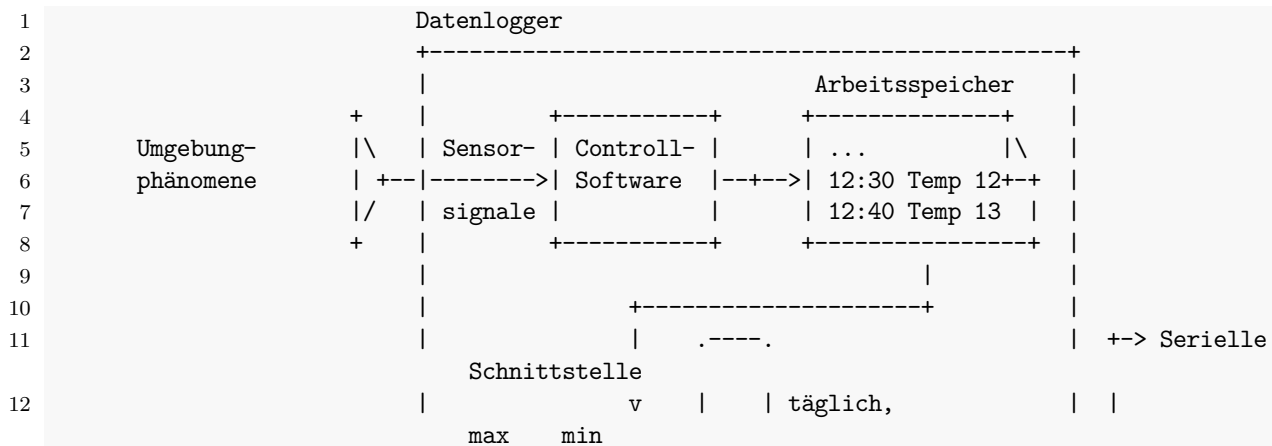 1                             Datenlogger
2                             +------------------------------------------------+
3                             |                             Arbeitsspeicher    |
4                        +    |         +-----------+      +--------------+    |
5        Umgebung-       |\   | Sensor- | Controll- |      | ...          |\   |
6        phänomene       | +--|-------->| Software  |--+-->| 12:30 Temp 12+-+  |
7                        |/   | signale |           |      | 12:40 Temp 13  |  |
8                        +    |         +-----------+      +----------------+  |
9                             |                                     |          |
10                            |               +---------------------+          |
11                            |               |    .----.                      |  +-> Serielle
Schnittstelle
12                            |               v    |    | täglich,             |  |
max    min